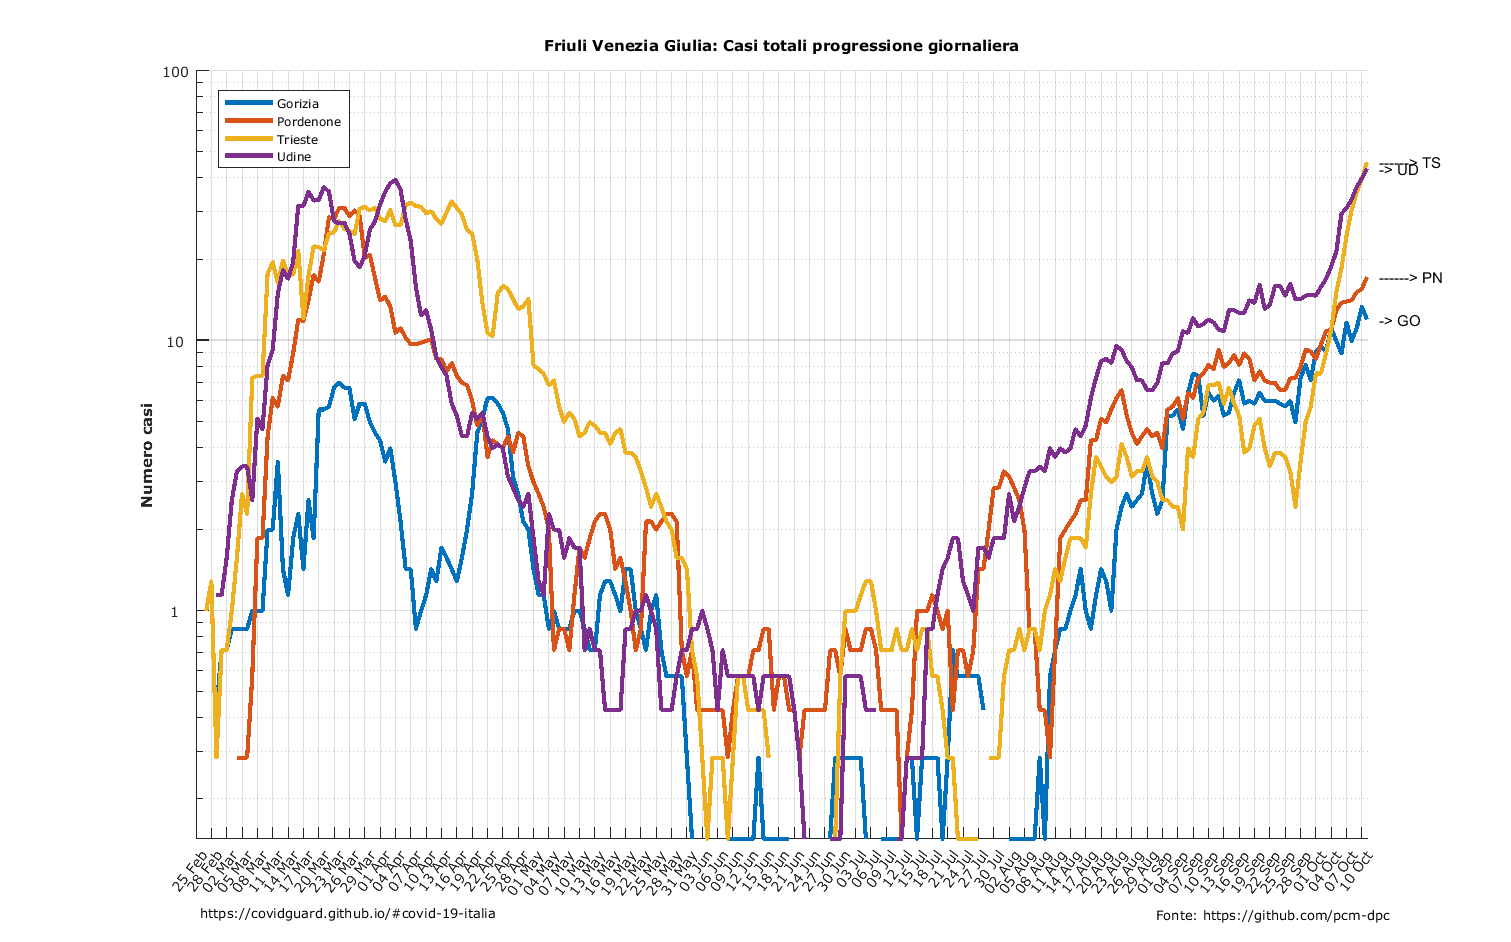 Friuli Venezia Giulia: Casi totali progressione giornaliera
100
10
1
Numero casi
Gorizia
Pordenone
Trieste
Udine
------> TS
-> UD
------> PN
-> GO
25 Feb
28 Feb
02 Mar
05 Mar
08 Mar
11 Mar
14 Mar
17 Mar
20 Mar
23 Mar
26 Mar
29 Mar
01 Apr
04 Apr
07 Apr
10 Apr
13 Apr
16 Apr
19 Apr
22 Apr
25 Apr
28 Apr
01 May
04 May
07 May
10 May
13 May
16 May
19 May
22 May
25 May
28 May
31 May
03 Jun
06 Jun
09 Jun
12 Jun
15 Jun
18 Jun
21 Jun
24 Jun
27 Jun
30 Jun
03 Jul
06 Jul
09 Jul
12 Jul
15 Jul
18 Jul
21 Jul
24 Jul
27 Jul
30 Jul
02 Aug
05 Aug
08 Aug
11 Aug
14 Aug
17 Aug
20 Aug
23 Aug
26 Aug
29 Aug
01 Sep
04 Sep
07 Sep
10 Sep
13 Sep
16 Sep
19 Sep
22 Sep
25 Sep
28 Sep
01 Oct
04 Oct
07 Oct
10 Oct
https://covidguard.github.io/#covid-19-italia
Fonte: https://github.com/pcm-dpc